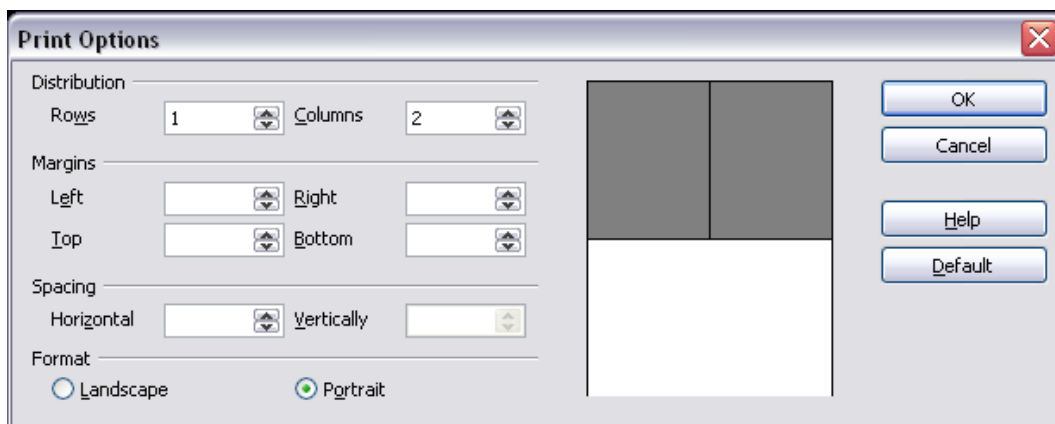 Print Options
Distribution
Rows 1 Columns 2
Margins
Left Right
Top Bottom
Spacing
Horizontal Vertically
Format
Landscape Portrait
OK
Cancel
Help
Default